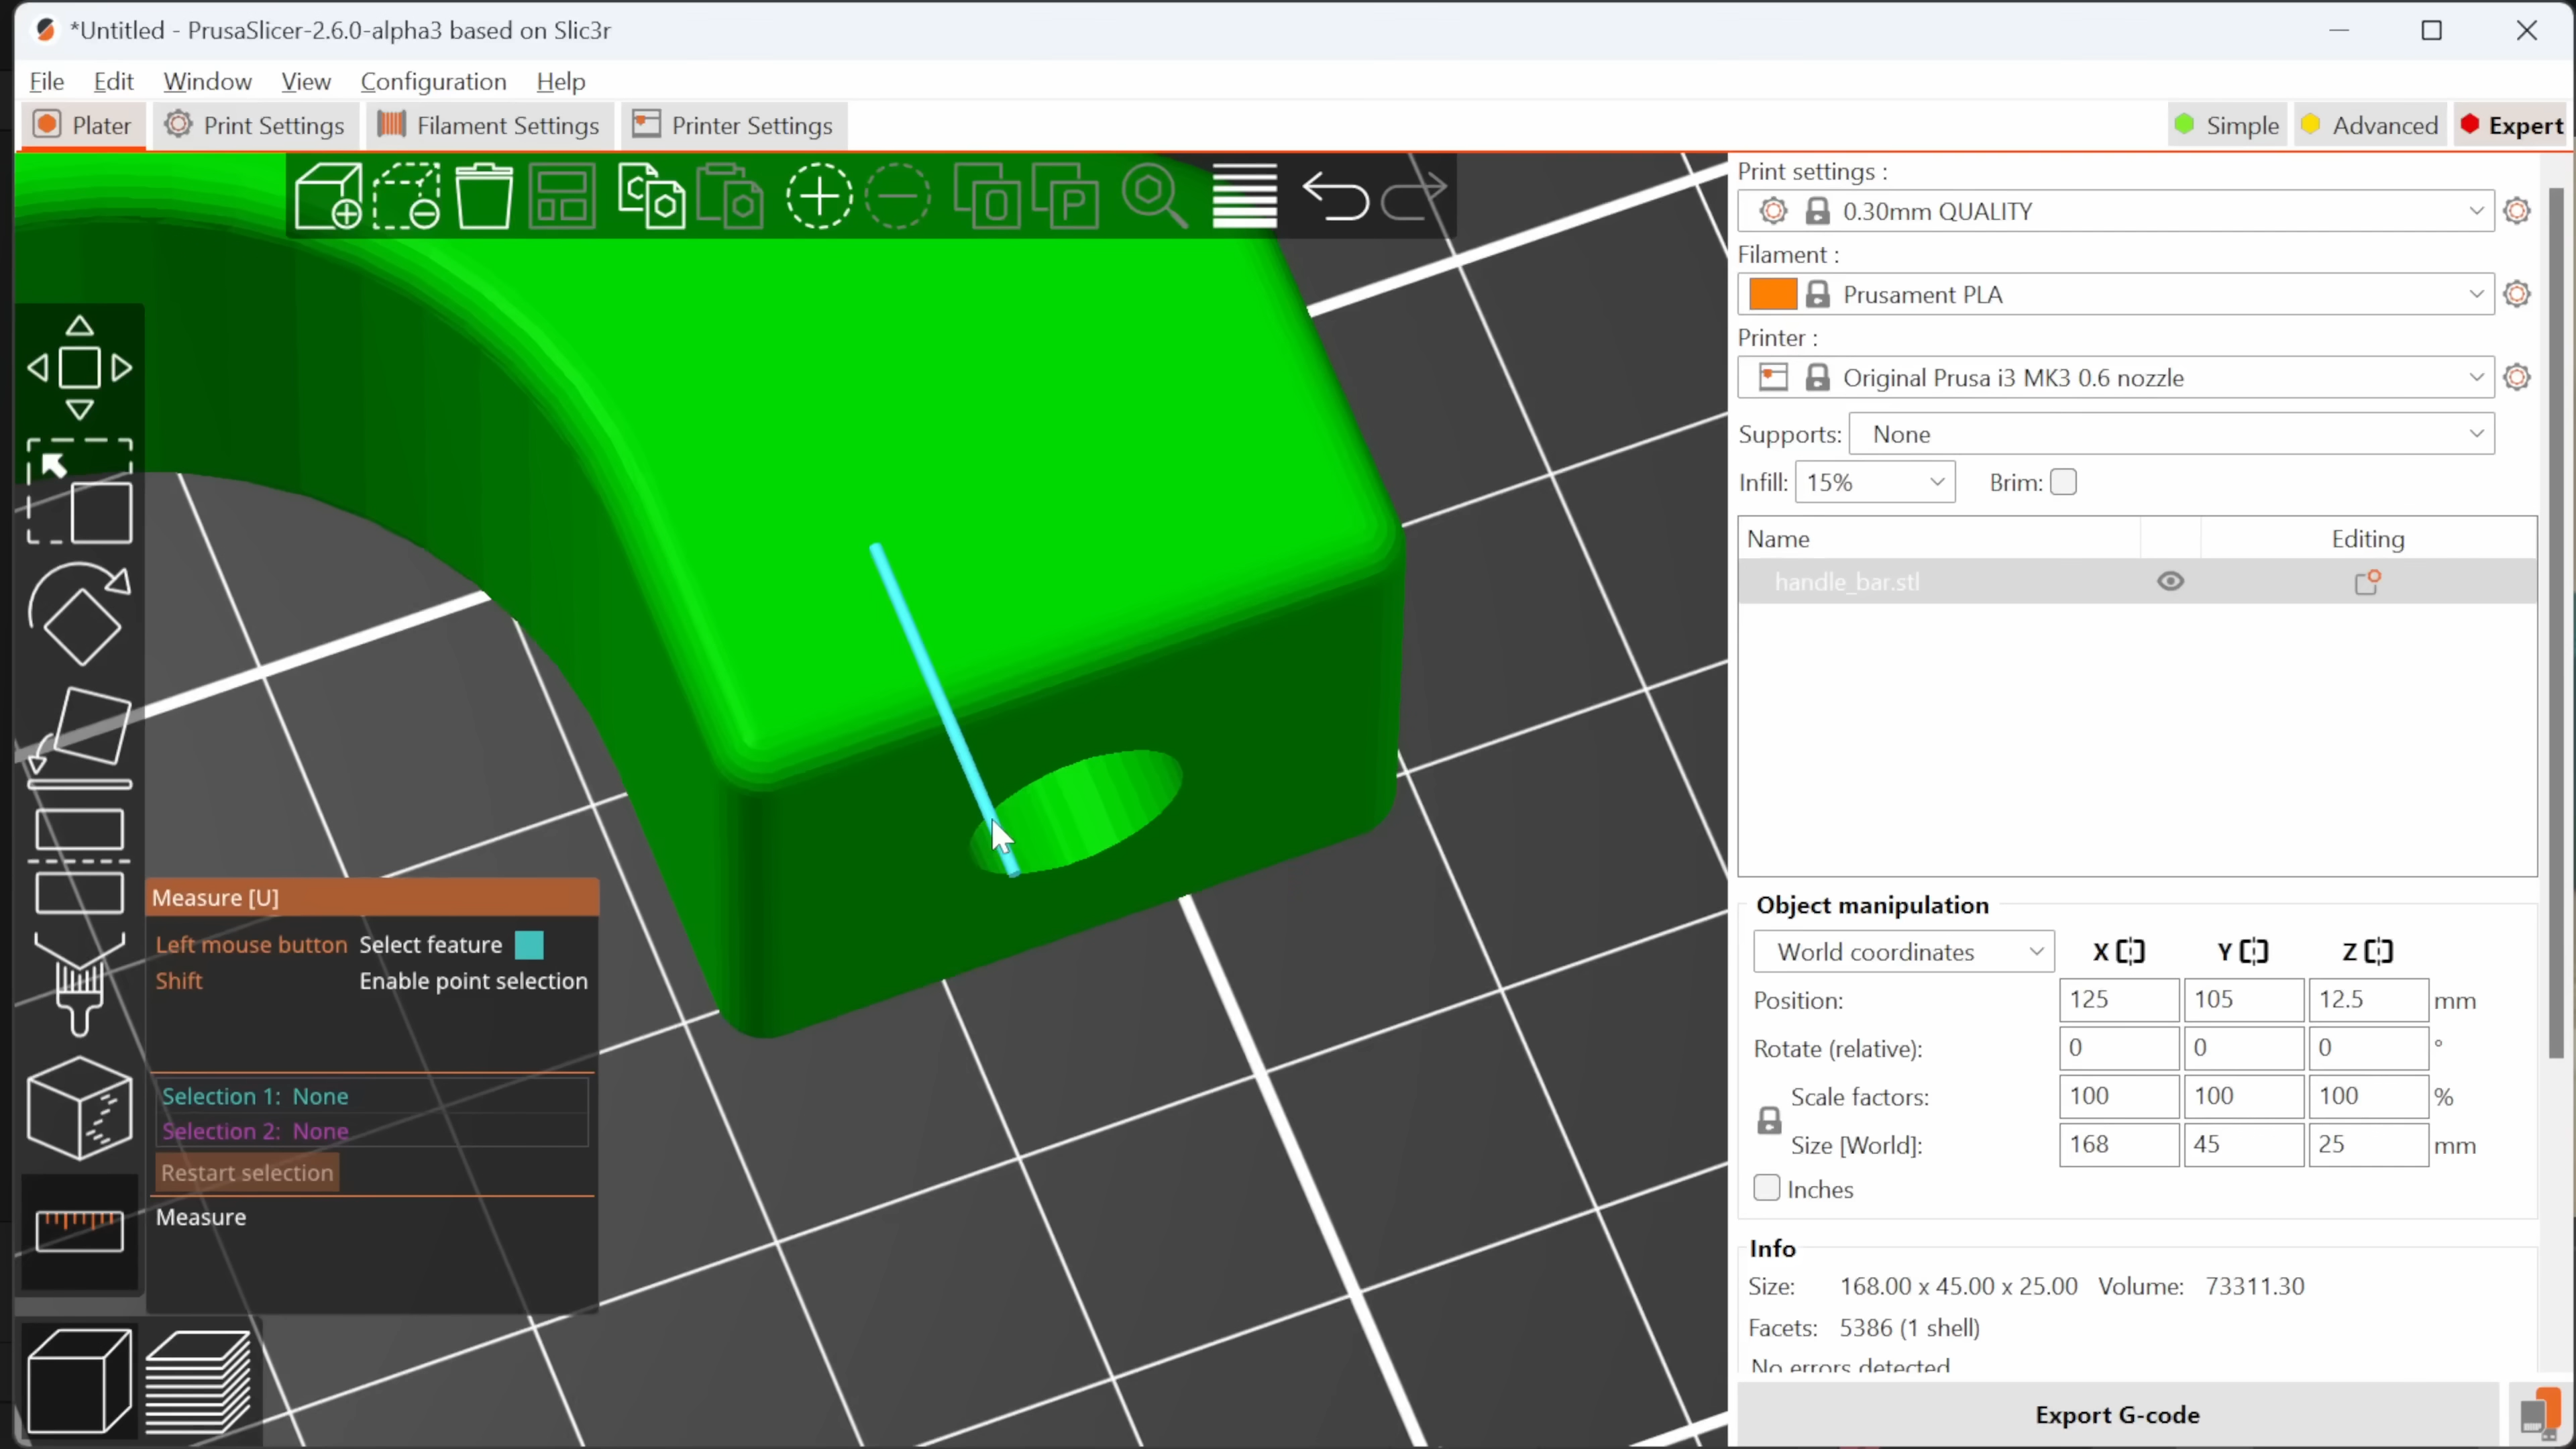 *Untitled - PrusaSlicer-2.6.0-alpha3 based on Slic3r
File Edit Window View Configuration Help
Plater Print Settings Filament Settings Printer Settings Simple Advanced Expert
Print settings :
0.30mm QUALITY
Filament :
Prusament PLA
Printer :
Original Prusa i3 MK3 0.6 nozzle
Supports: None
Infill: 15% Brim:
Name Editing
handle_bar.stl
Measure [U]
Left mouse button Select feature
Shift Enable point selection
Selection 1: None
Selection 2: None
Restart selection
Measure
Object manipulation
World coordinates X Y Z
Position: 125 105 12.5 mm
Rotate (relative): 0 0 0 °
Scale factors: 100 100 100 %
Size [World]: 168 45 25 mm
Inches
Info
Size: 168.00 x 45.00 x 25.00 Volume: 73311.30
Facets: 5386 (1 shell)
No errors detected
Export G-code